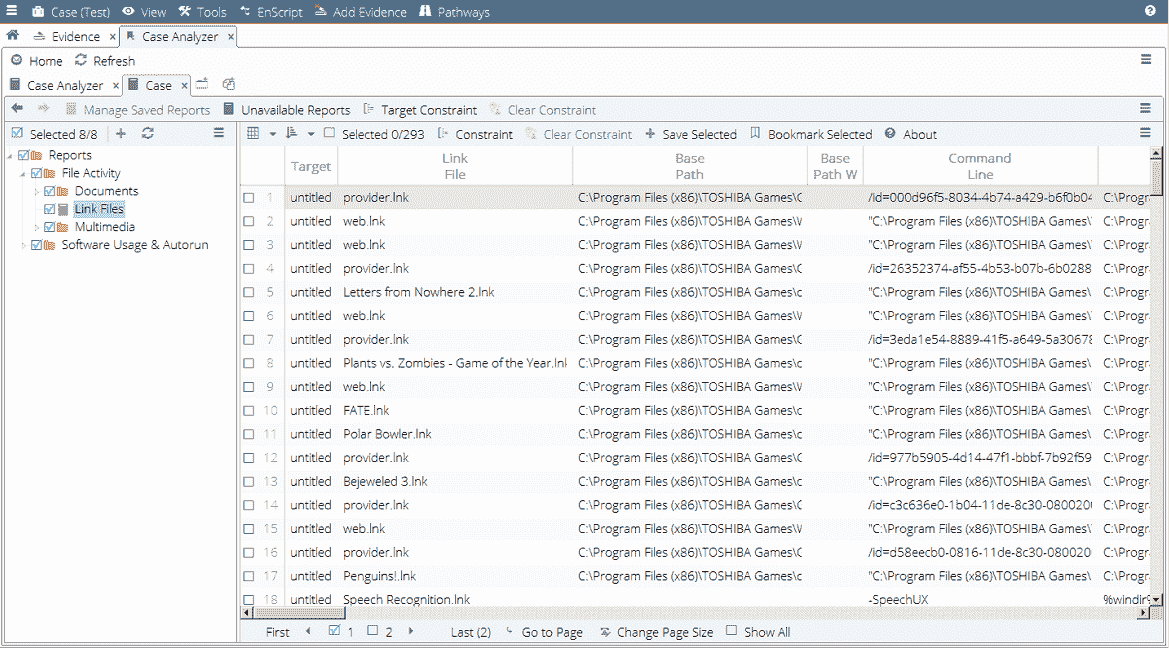 Case (Test) View Tools EnScript Add Evidence Pathways
Evidence × Case Analyzer ×
Home Refresh
Case Analyzer × Case ×
Manage Saved Reports Unavailable Reports Target Constraint Clear Constraint
Selected 8/8
Reports
File Activity
Documents
Link Files
Multimedia
Software Usage & Autorun
Selected 0/293 Constraint Clear Constraint Save Selected Bookmark Selected About
Target Link File Base Path Base Path W Command Line
1 untitled provider.lnk C:\Program Files (x86)\TOSHIBA Games\C /id=000d96f5-8034-4b74-a429-b6f0b04 C:\Progr
2 untitled web.lnk C:\Program Files (x86)\TOSHIBA Games\W "C:\Program Files (x86)\TOSHIBA Games\ C:\Progr
3 untitled web.lnk C:\Program Files (x86)\TOSHIBA Games\W "C:\Program Files (x86)\TOSHIBA Games\ C:\Progr
4 untitled provider.lnk C:\Program Files (x86)\TOSHIBA Games\C /id=26352374-af55-4b53-b07b-6b0288 C:\Progr
5 untitled Letters from Nowhere 2.lnk C:\Program Files (x86)\TOSHIBA Games\c "C:\Program Files (x86)\TOSHIBA Games\ C:\Progr
6 untitled web.lnk C:\Program Files (x86)\TOSHIBA Games\W "C:\Program Files (x86)\TOSHIBA Games\ C:\Progr
7 untitled provider.lnk C:\Program Files (x86)\TOSHIBA Games\C /id=3eda1e54-8889-41f5-a649-5a30678 C:\Progr
8 untitled Plants vs. Zombies - Game of the Year.lnl C:\Program Files (x86)\TOSHIBA Games\c "C:\Program Files (x86)\TOSHIBA Games\ C:\Progr
9 untitled web.lnk C:\Program Files (x86)\TOSHIBA Games\W "C:\Program Files (x86)\TOSHIBA Games\ C:\Progr
10 untitled FATE.lnk C:\Program Files (x86)\TOSHIBA Games\c "C:\Program Files (x86)\TOSHIBA Games\ C:\Progr
11 untitled Polar Bowler.lnk C:\Program Files (x86)\TOSHIBA Games\c "C:\Program Files (x86)\TOSHIBA Games\ C:\Progr
12 untitled provider.lnk C:\Program Files (x86)\TOSHIBA Games\C /id=977b5905-4d14-47f1-bbbf-7b92f59 C:\Progr
13 untitled Bejeweled 3.lnk C:\Program Files (x86)\TOSHIBA Games\c "C:\Program Files (x86)\TOSHIBA Games\ C:\Progr
14 untitled provider.lnk C:\Program Files (x86)\TOSHIBA Games\C /id=c3c636e0-1b04-11de-8c30-080020 C:\Progr
15 untitled web.lnk C:\Program Files (x86)\TOSHIBA Games\W "C:\Program Files (x86)\TOSHIBA Games\ C:\Progr
16 untitled provider.lnk C:\Program Files (x86)\TOSHIBA Games\C /id=d58eecb0-0816-11de-8c30-080020 C:\Progr
17 untitled Penguins!.lnk C:\Program Files (x86)\TOSHIBA Games\c "C:\Program Files (x86)\TOSHIBA Games\ C:\Progr
18 untitled Speech Recognition.lnk -SpeechUX %windir%
First 1 2 Last (2) Go to Page Change Page Size Show All